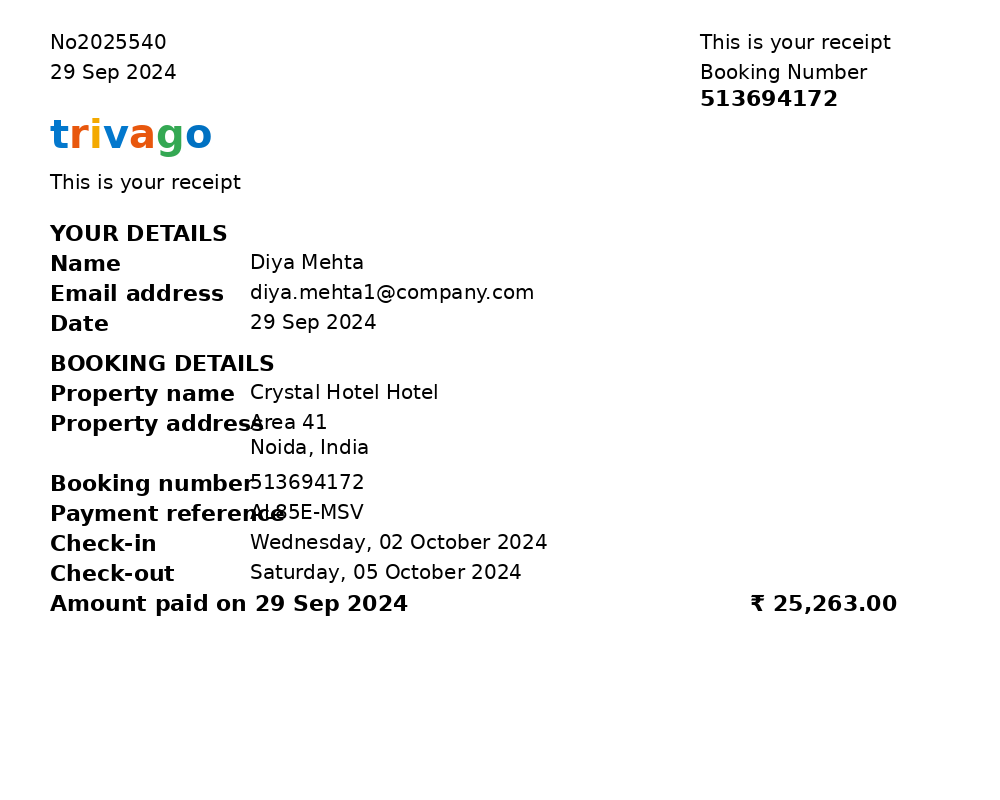 No2025540
29 Sep 2024
This is your receipt
Booking Number
513694172
trivago
This is your receipt
YOUR DETAILS
Name Diya Mehta
Email address diya.mehta1@company.com
Date 29 Sep 2024
BOOKING DETAILS
Property name Crystal Hotel Hotel
Property address Area 41
Noida, India
Booking number 513694172
Payment reference AL85E-MSV
Check-in Wednesday, 02 October 2024
Check-out Saturday, 05 October 2024
Amount paid on 29 Sep 2024 ₹ 25,263.00